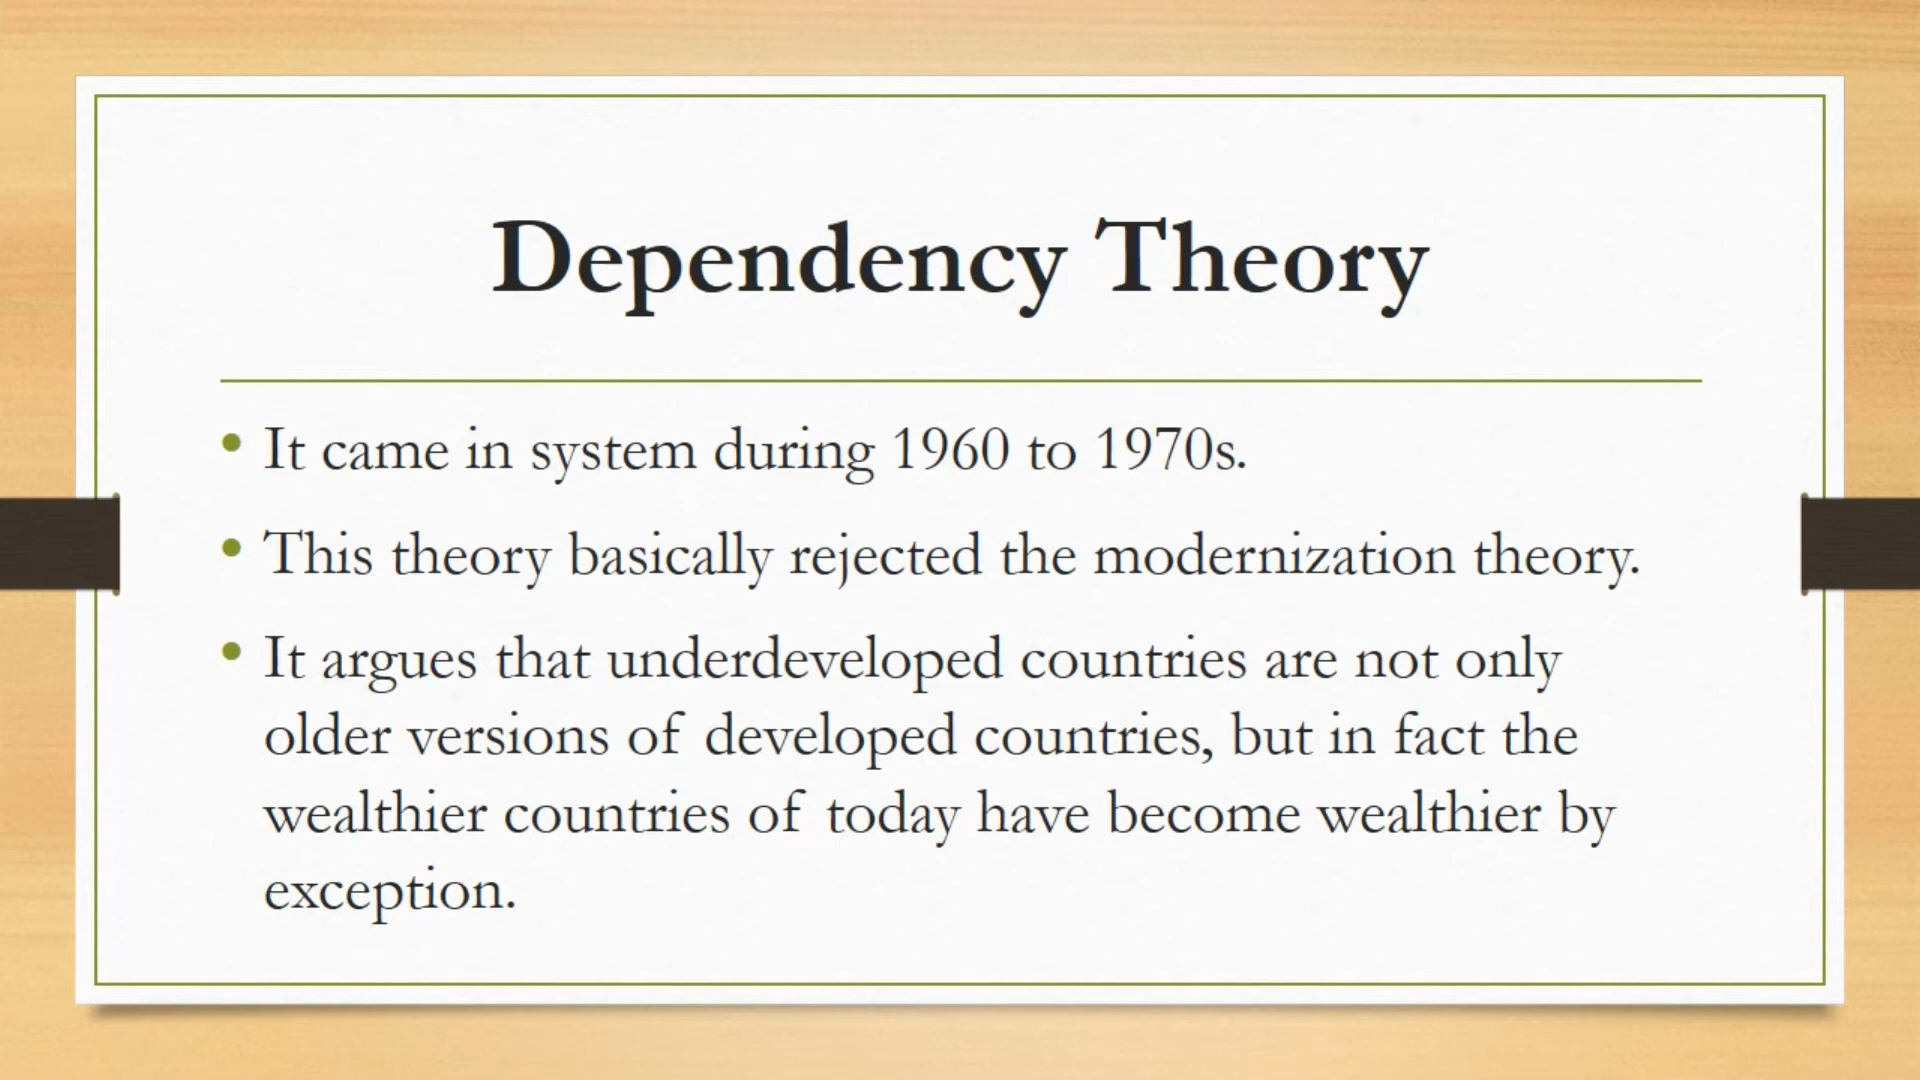 Dependency Theory
• It came in system during 1960 to 1970s.
• This theory basically rejected the modernization theory.
• It argues that underdeveloped countries are not only
older versions of developed countries, but in fact the
wealthier countries of today have become wealthier by
exception.